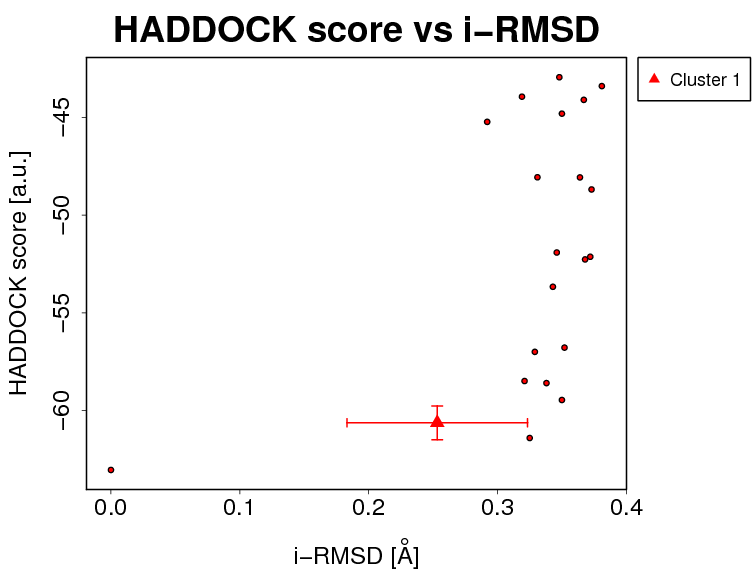 HADDOCK score vs i−RMSD
Cluster 1
HADDOCK score [a.u.]
−45
−50
−55
−60
0.0 0.1 0.2 0.3 0.4
i−RMSD [Å]